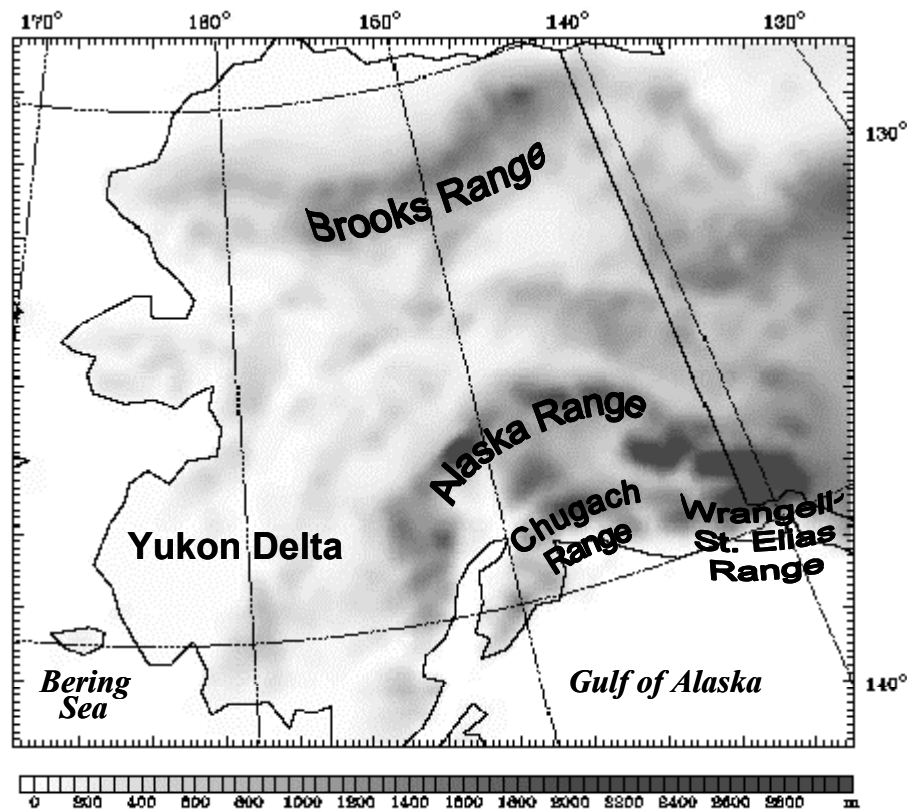 170° 180° 150° 140° 130°
130°
Brooks Range
Alaska Range
Chugach
Range
Wrangell-
St. Elias
Range
Yukon Delta
Bering
Sea
Gulf of Alaska
140°
0 200 400 600 800 1000 1200 1400 1600 1800 2000 2200 2400 2600 2800 m